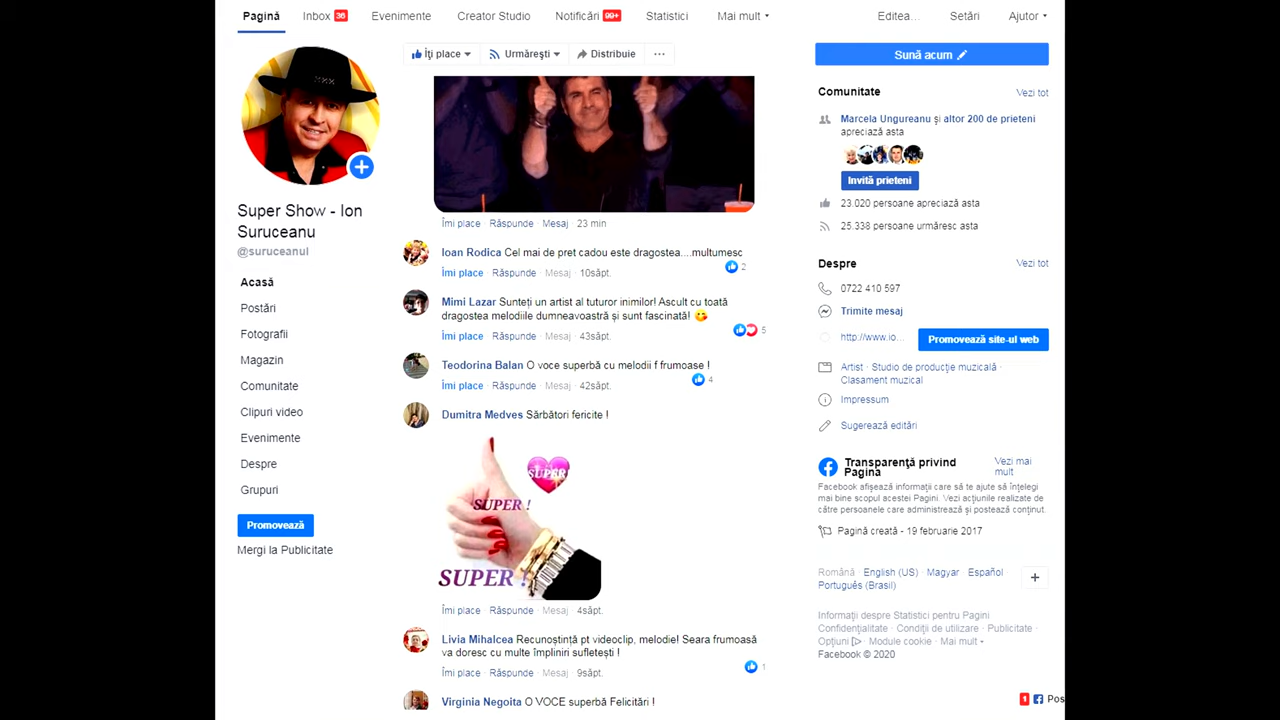 Pagină Inbox 36 Evenimente Creator Studio Notificări 99+ Statistici Mai mult Editea... Setări Ajutor
Super Show - Ion
Suruceanu
@suruceanul
Acasă
Postări
Fotografii
Magazin
Comunitate
Clipuri video
Evenimente
Despre
Grupuri
Promovează
Mergi la Publicitate
Îți place Urmărești Distribuie ...
Îmi place · Răspunde · Mesaj · 23 min
Ioan Rodica Cel mai de pret cadou este dragostea....multumesc
2
Îmi place · Răspunde · Mesaj · 10săpt.
Mimi Lazar Sunteți un artist al tuturor inimilor! Ascult cu toată
dragostea melodiile dumneavoastră și sunt fascinată!
5
Îmi place · Răspunde · Mesaj · 43săpt.
Teodorina Balan O voce superbă cu melodii f frumoase !
4
Îmi place · Răspunde · Mesaj · 42săpt.
Dumitra Medves Sărbători fericite !
SUPER
SUPER !
SUPER !
Îmi place · Răspunde · Mesaj · 4săpt.
Livia Mihalcea Recunoștință pt videoclip, melodie! Seara frumoasă
va doresc cu multe împliniri sufletești !
1
Îmi place · Răspunde · Mesaj · 9săpt.
Virginia Negoita O VOCE superbă Felicitări !
Sună acum
Comunitate Vezi tot
Marcela Ungureanu și altor 200 de prieteni
apreciază asta
Invită prieteni
23.020 persoane apreciază asta
25.338 persoane urmăresc asta
Despre Vezi tot
0722 410 597
Trimite mesaj
http://www.io... Promovează site-ul web
Artist · Studio de producție muzicală ·
Clasament muzical
Impressum
Sugerează editări
Transparență privind Vezi mai
Pagina mult
Facebook afișează informații care să te ajute să înțelegi
mai bine scopul acestei Pagini. Vezi acțiunile realizate de
către persoanele care administrează și postează conținut.
Pagină creată - 19 februarie 2017
Română · English (US) · Magyar · Español ·
Português (Brasil)
Informații despre Statistici pentru Pagini
Confidențialitate · Condiții de utilizare · Publicitate ·
Opțiuni · Module cookie · Mai mult
Facebook © 2020
1 Pos